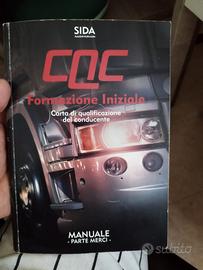 SIDA
CQC
Formazione Iniziale
Carta di qualificazione
del conducente
MANUALE
- PARTE MERCI -
subito